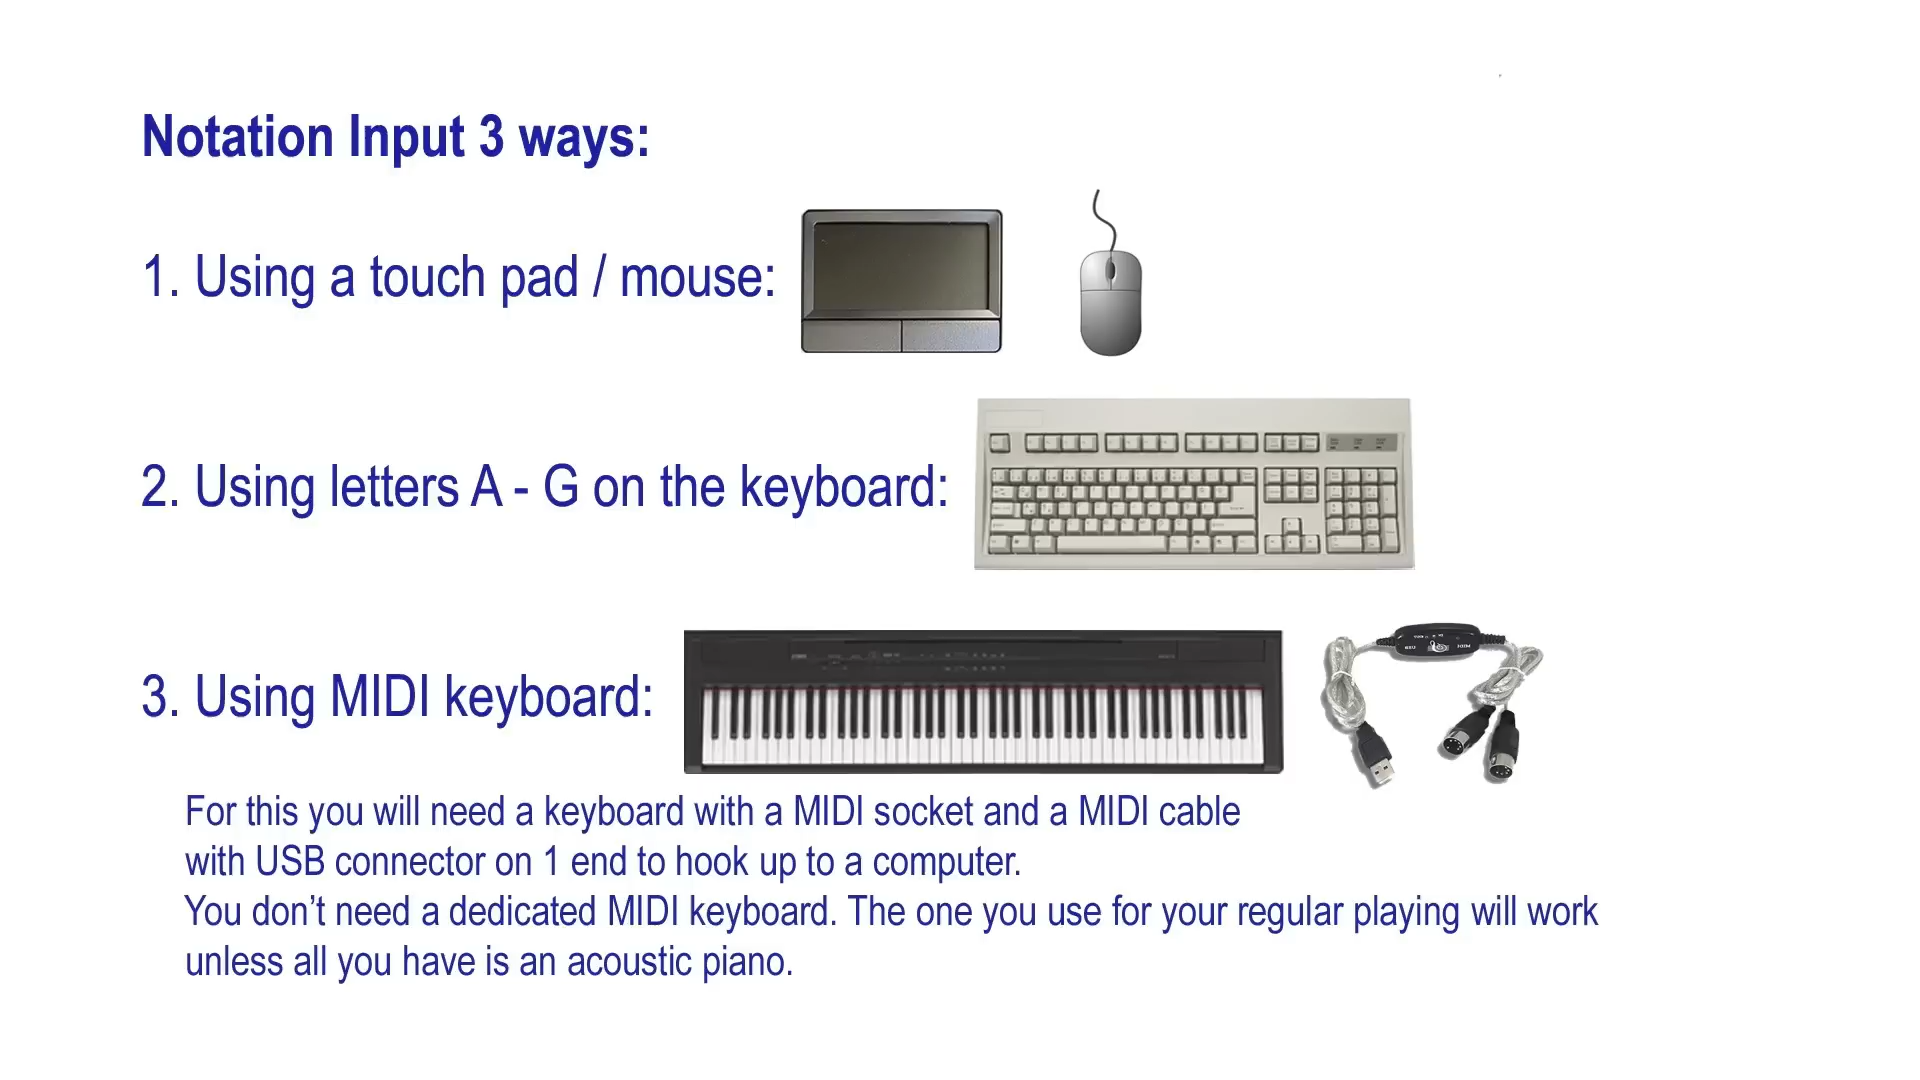 Notation Input 3 ways:
1. Using a touch pad / mouse:
2. Using letters A - G on the keyboard:
3. Using MIDI keyboard:
For this you will need a keyboard with a MIDI socket and a MIDI cable
with USB connector on 1 end to hook up to a computer.
You don’t need a dedicated MIDI keyboard. The one you use for your regular playing will work
unless all you have is an acoustic piano.